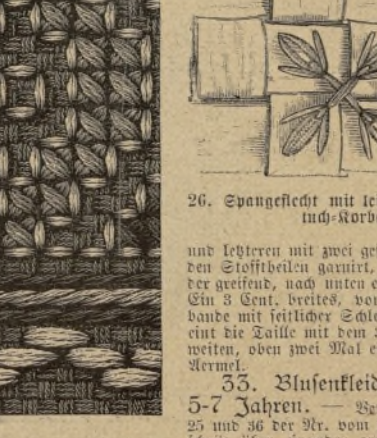 26. Spangeflecht mit le
tuch=Korb
und letzteren mit zwei ge
den Stofftheilen garnirt,
der greifend, nach unten
Ein 3 Cent. breites, vor
bande mit seitlicher Schle
eint die Taille mit dem
weiten, oben zwei Mal e
Aermel.
33. Blusenkleid
5-7 Jahren. —
25 und 36 der Nr. vom